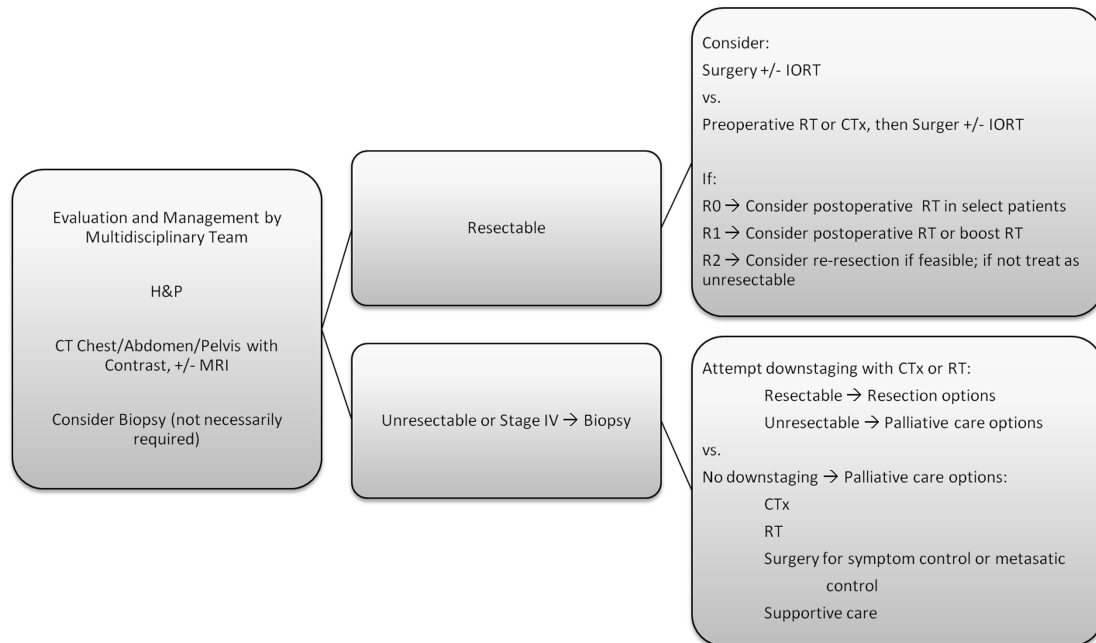 Evaluation and Management by
Multidisciplinary Team
H&P
CT Chest/Abdomen/Pelvis with
Contrast, +/- MRI
Consider Biopsy (not necessarily
required)
Resectable
Unresectable or Stage IV → Biopsy
Consider:
Surgery +/- IORT
vs.
Preoperative RT or CTx, then Surger +/- IORT
If:
R0 → Consider postoperative RT in select patients
R1 → Consider postoperative RT or boost RT
R2 → Consider re-resection if feasible; if not treat as
unresectable
Attempt downstaging with CTx or RT:
Resectable → Resection options
Unresectable → Palliative care options
vs.
No downstaging → Palliative care options:
CTx
RT
Surgery for symptom control or metasatic
control
Supportive care